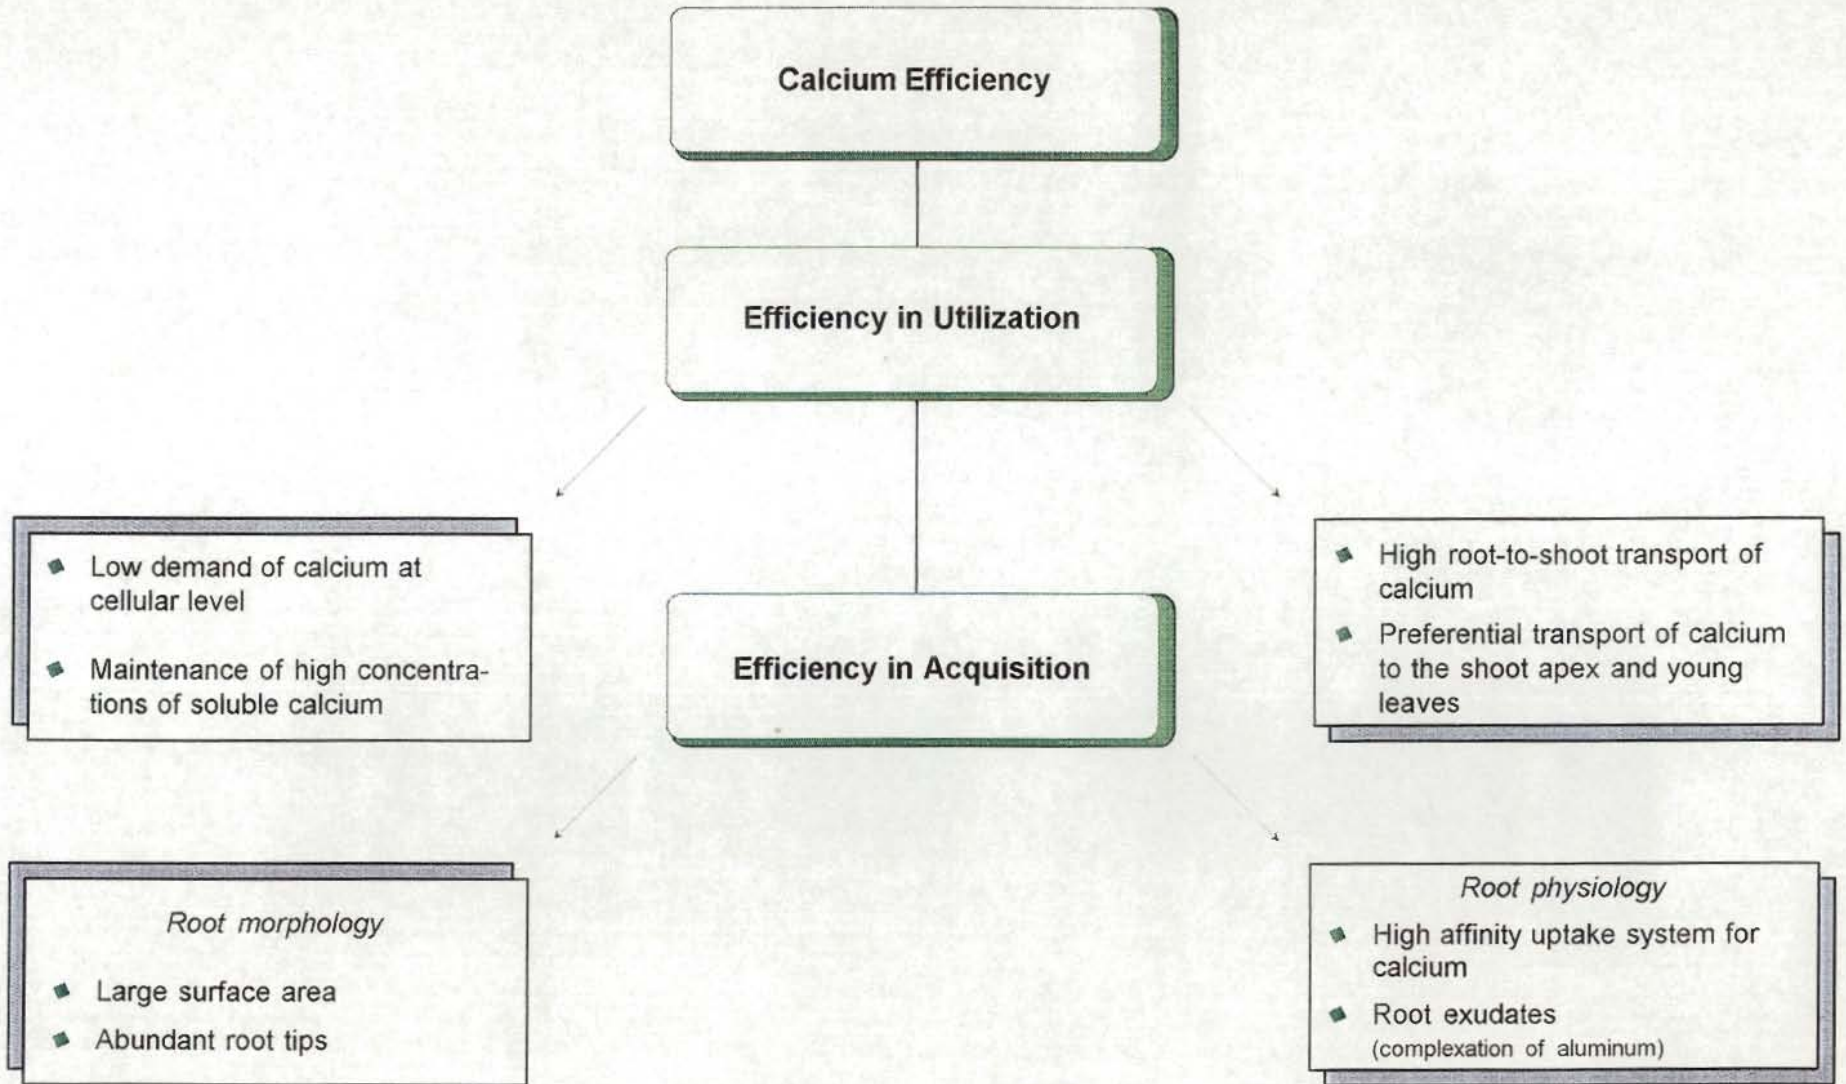 Calcium Efficiency
Efficiency in Utilization
Low demand of calcium at
cellular level
Maintenance of high concentra-
tions of soluble calcium
High root-to-shoot transport of
calcium
Preferential transport of calcium
to the shoot apex and young
leaves
Efficiency in Acquisition
Root morphology
Large surface area
Abundant root tips
Root physiology
High affinity uptake system for
calcium
Root exudates
(complexation of aluminum)